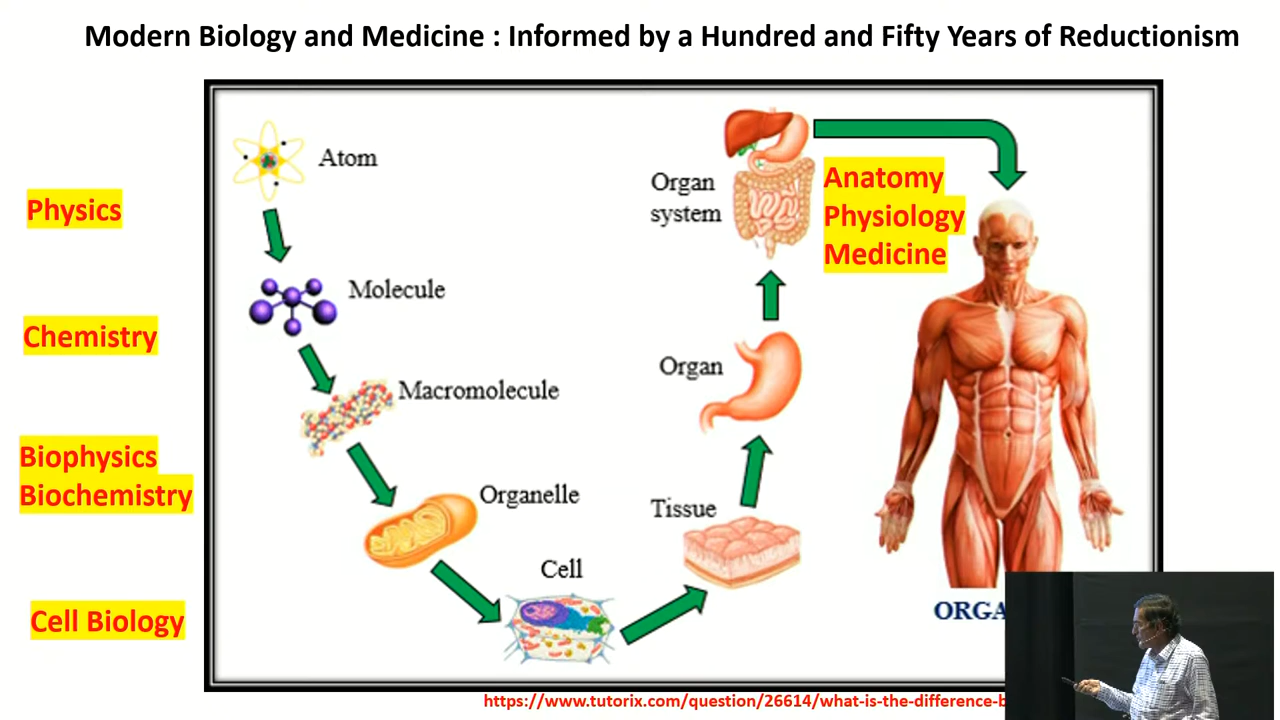 Modern Biology and Medicine : Informed by a Hundred and Fifty Years of Reductionism
Atom
Physics
Molecule
Chemistry
Macromolecule
Biophysics
Biochemistry
Organelle
Cell
Cell Biology
Tissue
Organ
Organ
system
Anatomy
Physiology
Medicine
ORGA
https://www.tutorix.com/question/26614/what-is-the-difference-b